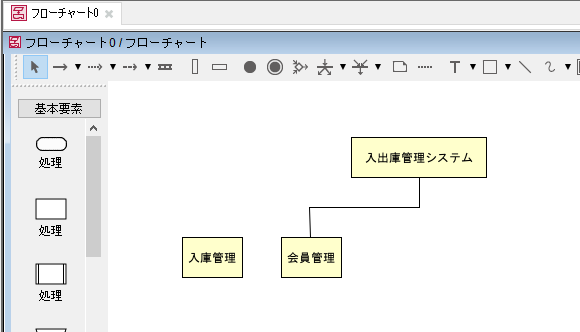 フローチャート0
フローチャート0 / フローチャート
基本要素
処理
処理
処理
入出庫管理システム
入庫管理
会員管理